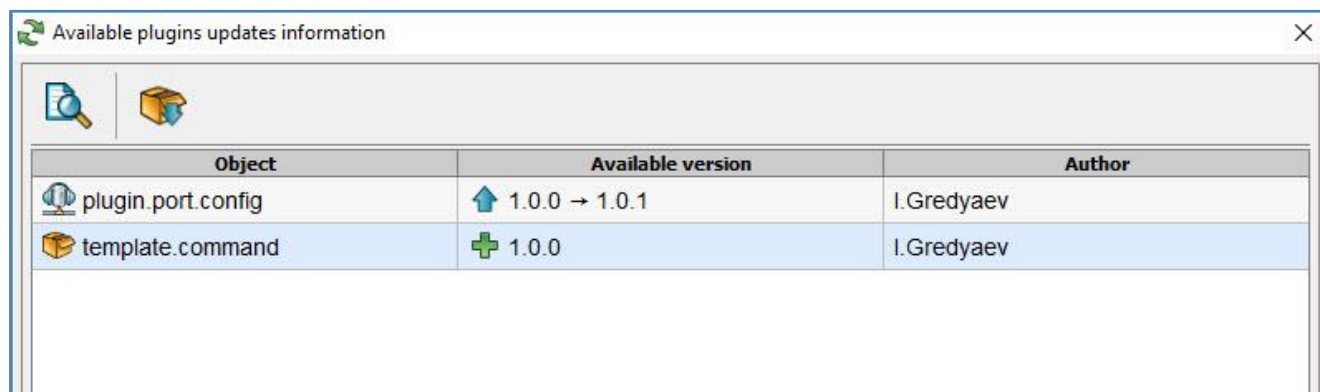 Available plugins updates information
Object Available version Author
plugin.port.config 1.0.0 → 1.0.1 I.Gredyaev
template.command 1.0.0 I.Gredyaev